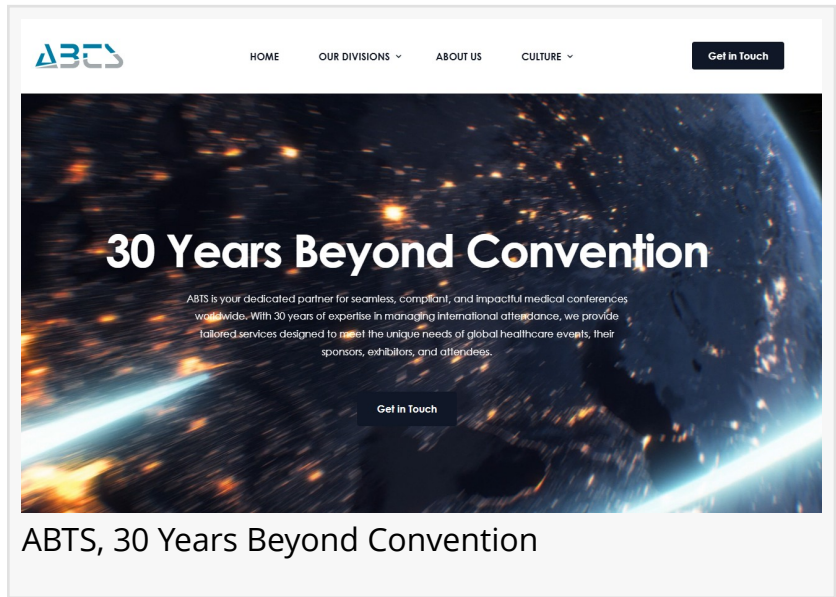 ABTS
HOME OUR DIVISIONS ABOUT US CULTURE Get in Touch
30 Years Beyond Convention
ABTS is your dedicated partner for seamless, compliant, and impactful medical conferences
worldwide. With 30 years of expertise in managing international attendance, we provide
tailored services designed to meet the unique needs of global healthcare events, their
sponsors, exhibitors, and attendees.
Get in Touch
ABTS, 30 Years Beyond Convention